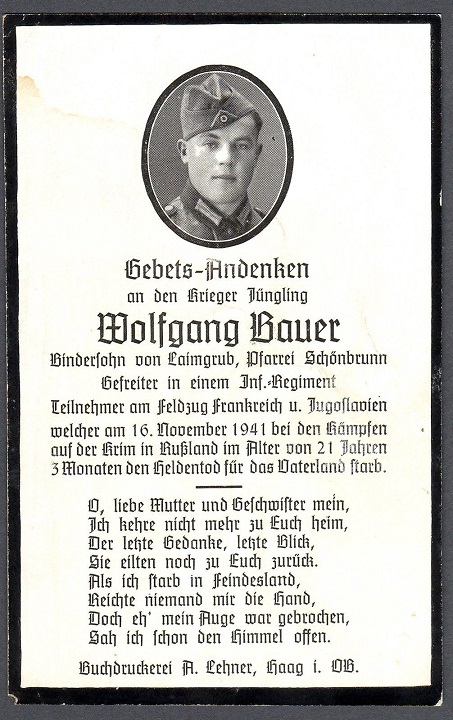 Gebets-Andenken
an den Krieger Jüngling
Wolfgang Bauer
Bindersohn von Laimgrub, Pfarrei Schönbrunn
Gefreiter in einem Inf.-Regiment
Teilnehmer am Feldzug Frankreich u. Jugoslavien
welcher am 16. November 1941 bei den Kämpfen
auf der Krim in Rußland im Alter von 21 Jahren
3 Monaten den Heldentod für das Vaterland starb.
O, liebe Mutter und Geschwister mein,
Ich kehre nicht mehr zu Euch heim,
Der letzte Gedanke, letzte Blick,
Sie eilten noch zu Euch zurück.
Als ich starb in Feindesland,
Reichte niemand mir die Hand,
Doch eh' mein Auge war gebrochen,
Sah ich schon den Himmel offen.
Buchdruckerei A. Lehner, Haag i. OB.